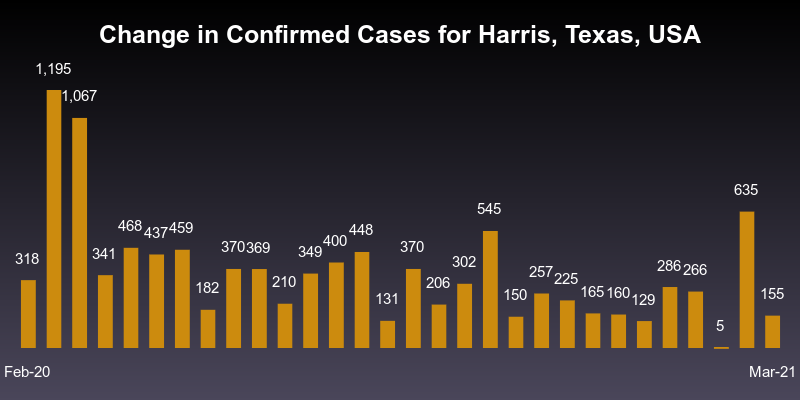 Change in Confirmed Cases for Harris, Texas, USA
318 1,195 1,067 341 468 437 459 182 370 369 210 349 400 448 131 370 206 302 545 150 257 225 165 160 129 286 266 5 635 155
Feb-20 Mar-21